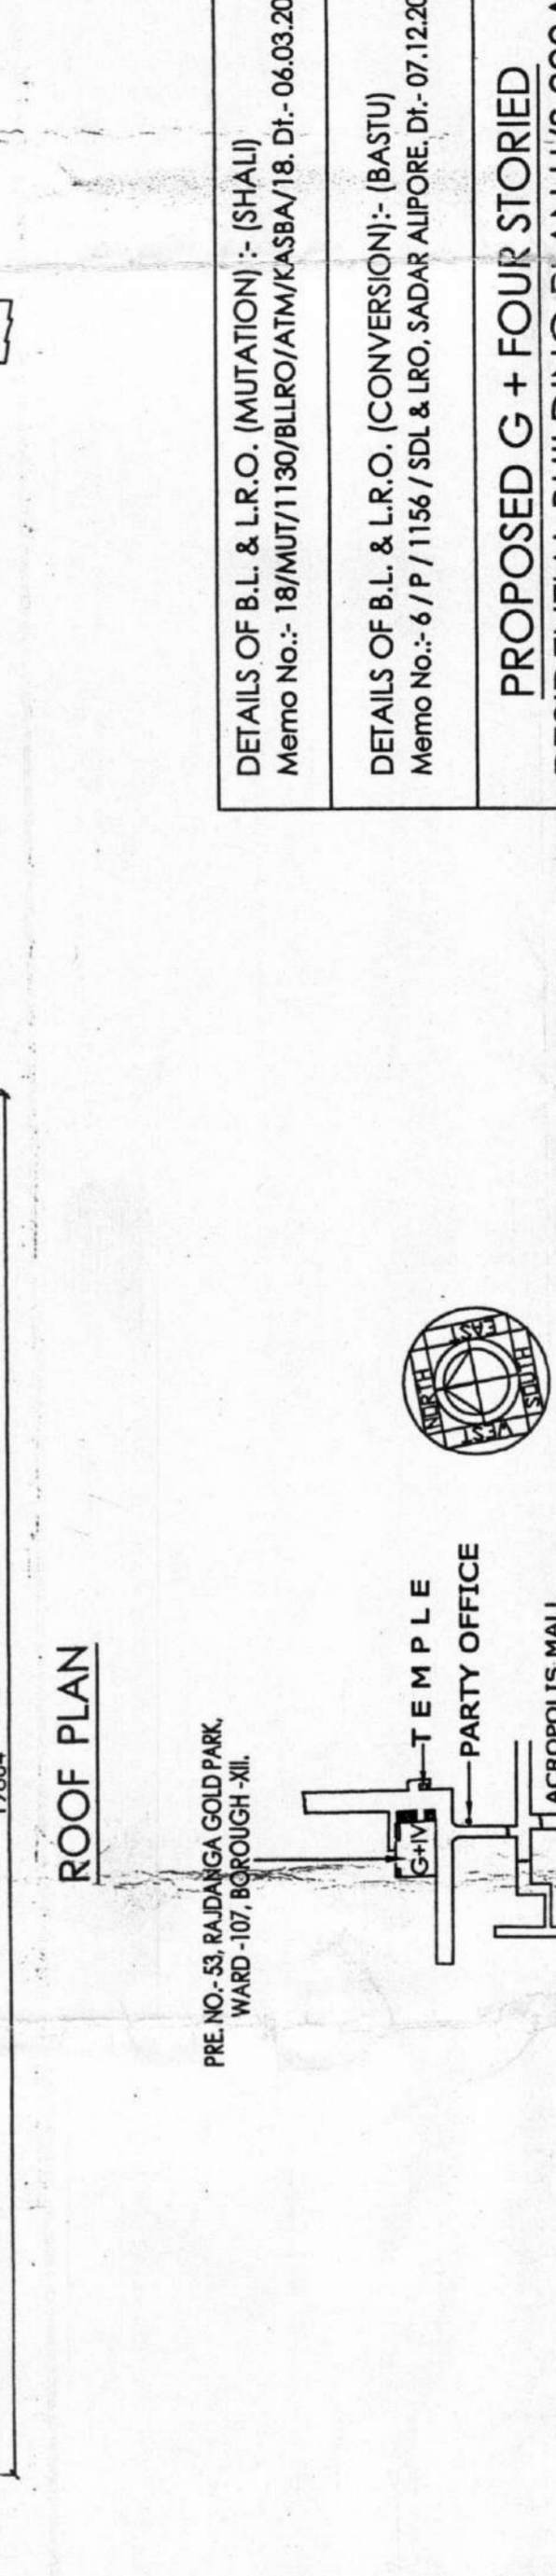 ROOF PLAN
PRE. NO.- 53, RAJDANGA GOLD PARK,
WARD -107, BOROUGH -XII.
G+IV
TEMPLE
PARTY OFFICE
ACROPOLIS MALL
NORTH
EAST
WEST
SOUTH
DETAILS OF B.L. & L.R.O. (MUTATION) :- (SHALI)
Memo No.:- 18/MUT/1130/BLLRO/ATM/KASBA/18. Dt.- 06.03.20
DETAILS OF B.L. & L.R.O. (CONVERSION):- (BASTU)
Memo No.:- 6 / P / 1156 / SDL & LRO, SADAR ALIPORE, Dt.- 07.12.20
PROPOSED G + FOUR STORIED